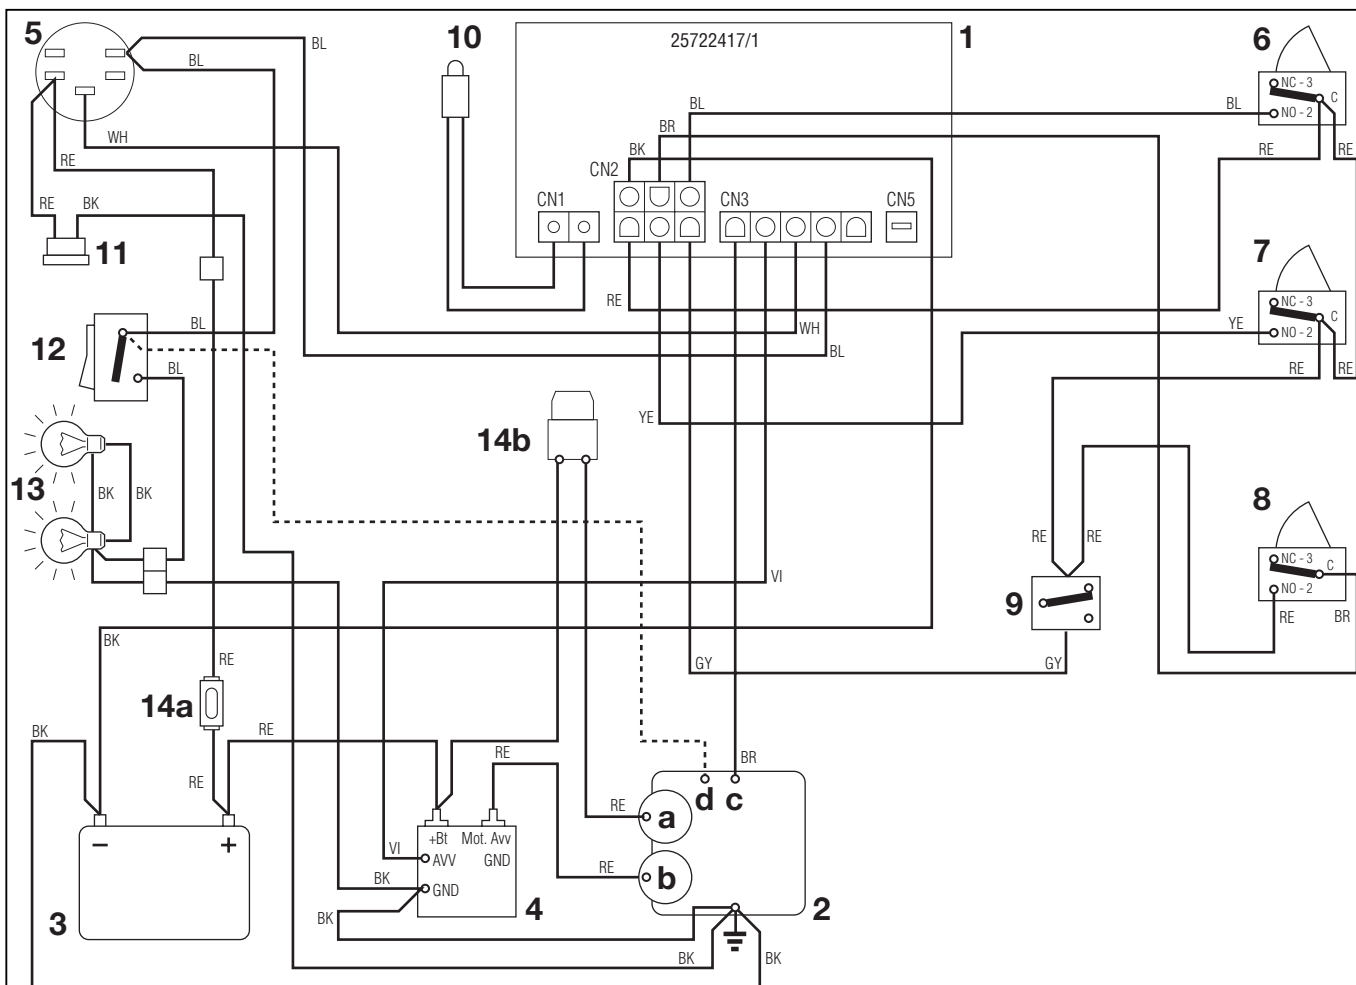 5
BL
10
25722417/1
1
6
BL
NC - 3
C
NO - 2
BL
BL
BR
WH
BK
RE
RE
RE
CN2
RE
BK
CN1
CN3
CN5
11
7
RE
NC - 3
C
NO - 2
BL
WH
YE
12
BL
BL
RE
RE
YE
14b
13
BK
BK
8
RE
RE
NC - 3
C
NO - 2
VI
9
RE
BR
BK
RE
GY
GY
14a
BK
RE
RE
BR
RE
d
c
RE
a
+Bt
Mot. Avv
–
+
VI
AVV
GND
RE
b
BK
GND
3
4
2
BK
BK
BK